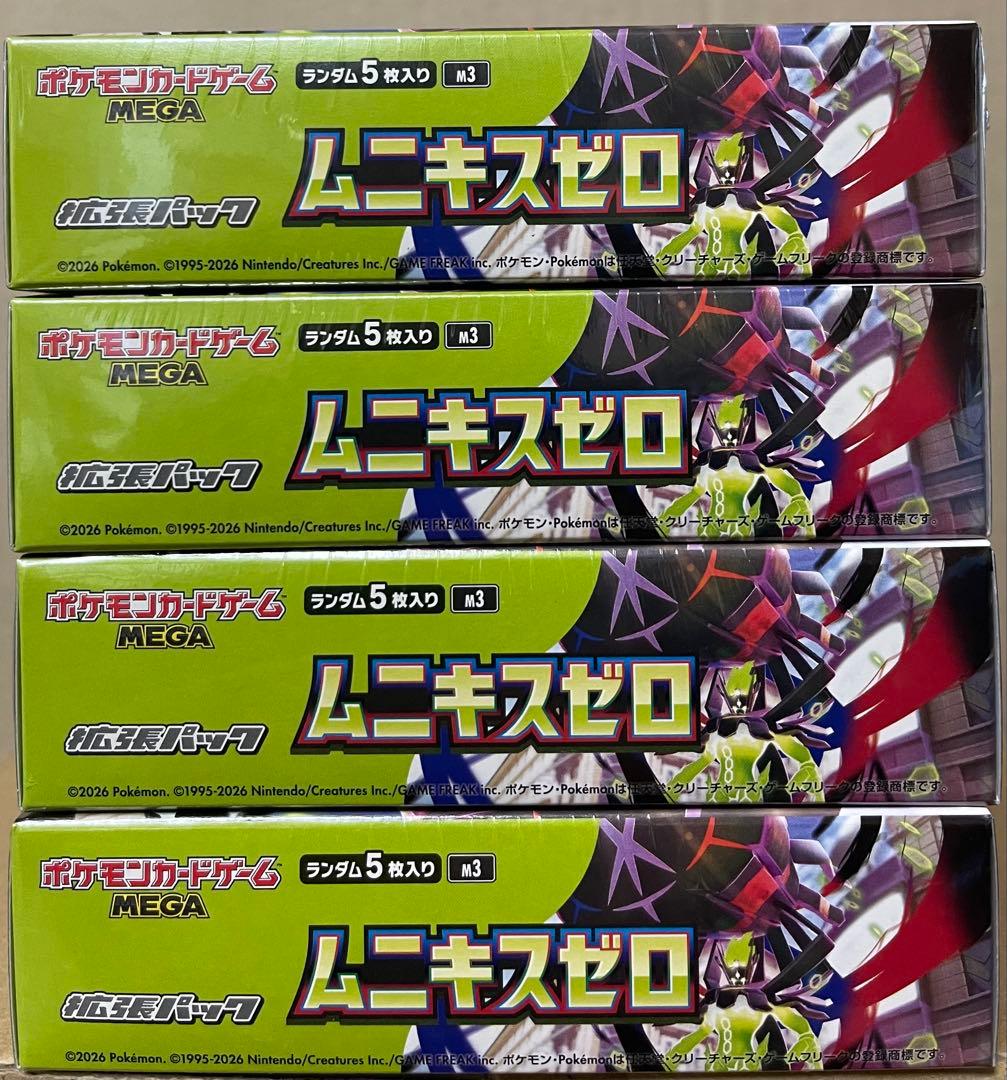 ポケモンカードゲーム
MEGA
ランダム5枚入り M3
ムニキスゼロ
拡張パック
©2026 Pokémon. ©1995-2026 Nintendo/Creatures Inc./GAME FREAK inc. ポケモン・Pokémonは任天堂・クリーチャーズ・ゲームフリークの登録商標です。
ポケモンカードゲーム™
MEGA
ランダム5枚入り M3
ムニキスゼロ
拡張パック
©2026 Pokémon. ©1995-2026 Nintendo/Creatures Inc./GAME FREAK inc. ポケモン・Pokémonは任天堂・クリーチャーズ・ゲームフリークの登録商標です。
ポケモンカードゲーム™
MEGA
ランダム5枚入り M3
ムニキスゼロ
拡張パック
©2026 Pokémon. ©1995-2026 Nintendo/Creatures Inc./GAME FREAK inc. ポケモン・Pokémonは任天堂・クリーチャーズ・ゲームフリークの登録商標です。
ポケモンカードゲーム™
MEGA
ランダム5枚入り M3
ムニキスゼロ
拡張パック
©2026 Pokémon. ©1995-2026 Nintendo/Creatures Inc./GAME FREAK inc. ポケモン・Pokémonは任天堂・クリーチャーズ・ゲームフリークの登録商標です。